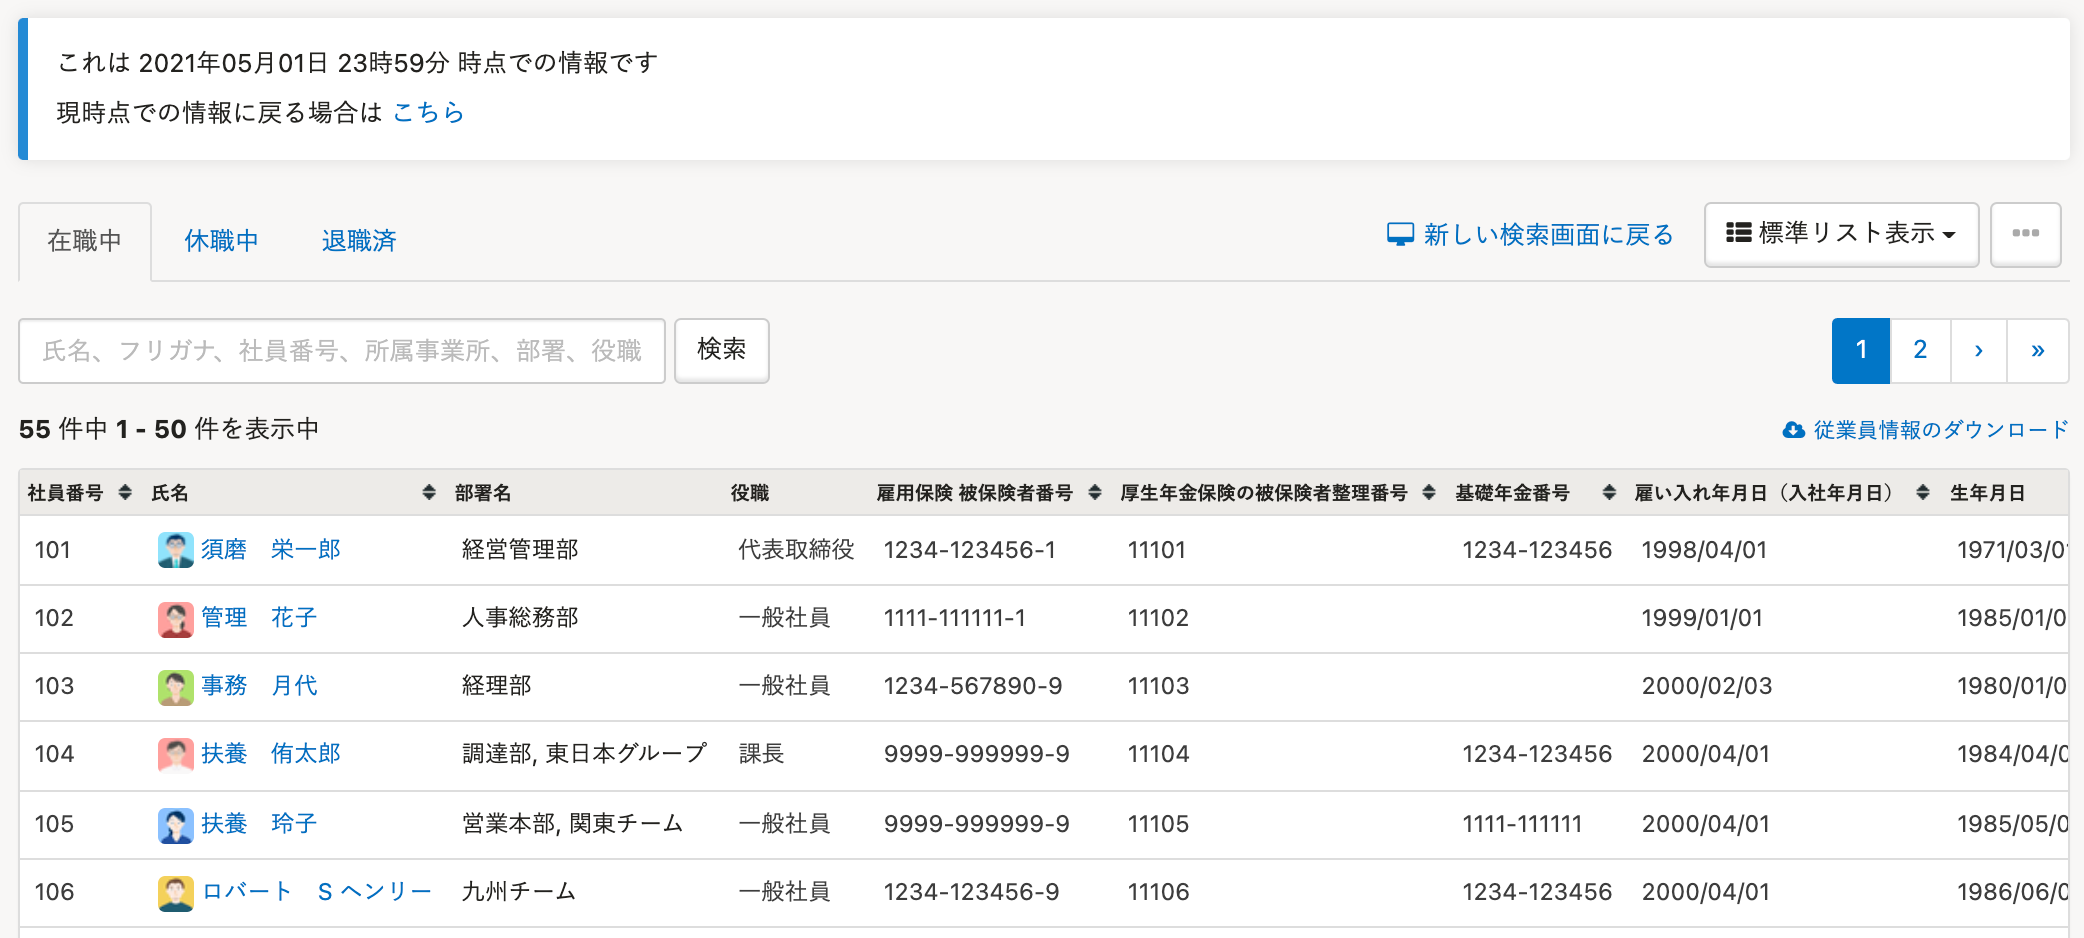 これは 2021年05月01日 23時59分 時点での情報です
現時点での情報に戻る場合は こちら
在職中 休職中 退職済 新しい検索画面に戻る 標準リスト表示
氏名、フリガナ、社員番号、所属事業所、部署、役職 検索 1 2 › »
55 件中 1 - 50 件を表示中 従業員情報のダウンロード
社員番号 氏名 部署名 役職 雇用保険 被保険者番号 厚生年金保険の被保険者整理番号 基礎年金番号 雇い入れ年月日（入社年月日） 生年月日
101 須磨　栄一郎 経営管理部 代表取締役 1234-123456-1 11101 1234-123456 1998/04/01 1971/03/0
102 管理　花子 人事総務部 一般社員 1111-111111-1 11102 1999/01/01 1985/01/0
103 事務　月代 経理部 一般社員 1234-567890-9 11103 2000/02/03 1980/01/0
104 扶養　侑太郎 調達部, 東日本グループ 課長 9999-999999-9 11104 1234-123456 2000/04/01 1984/04/0
105 扶養　玲子 営業本部, 関東チーム 一般社員 9999-999999-9 11105 1111-111111 2000/04/01 1985/05/0
106 ロバート　S ヘンリー 九州チーム 一般社員 1234-123456-9 11106 1234-123456 2000/04/01 1986/06/0